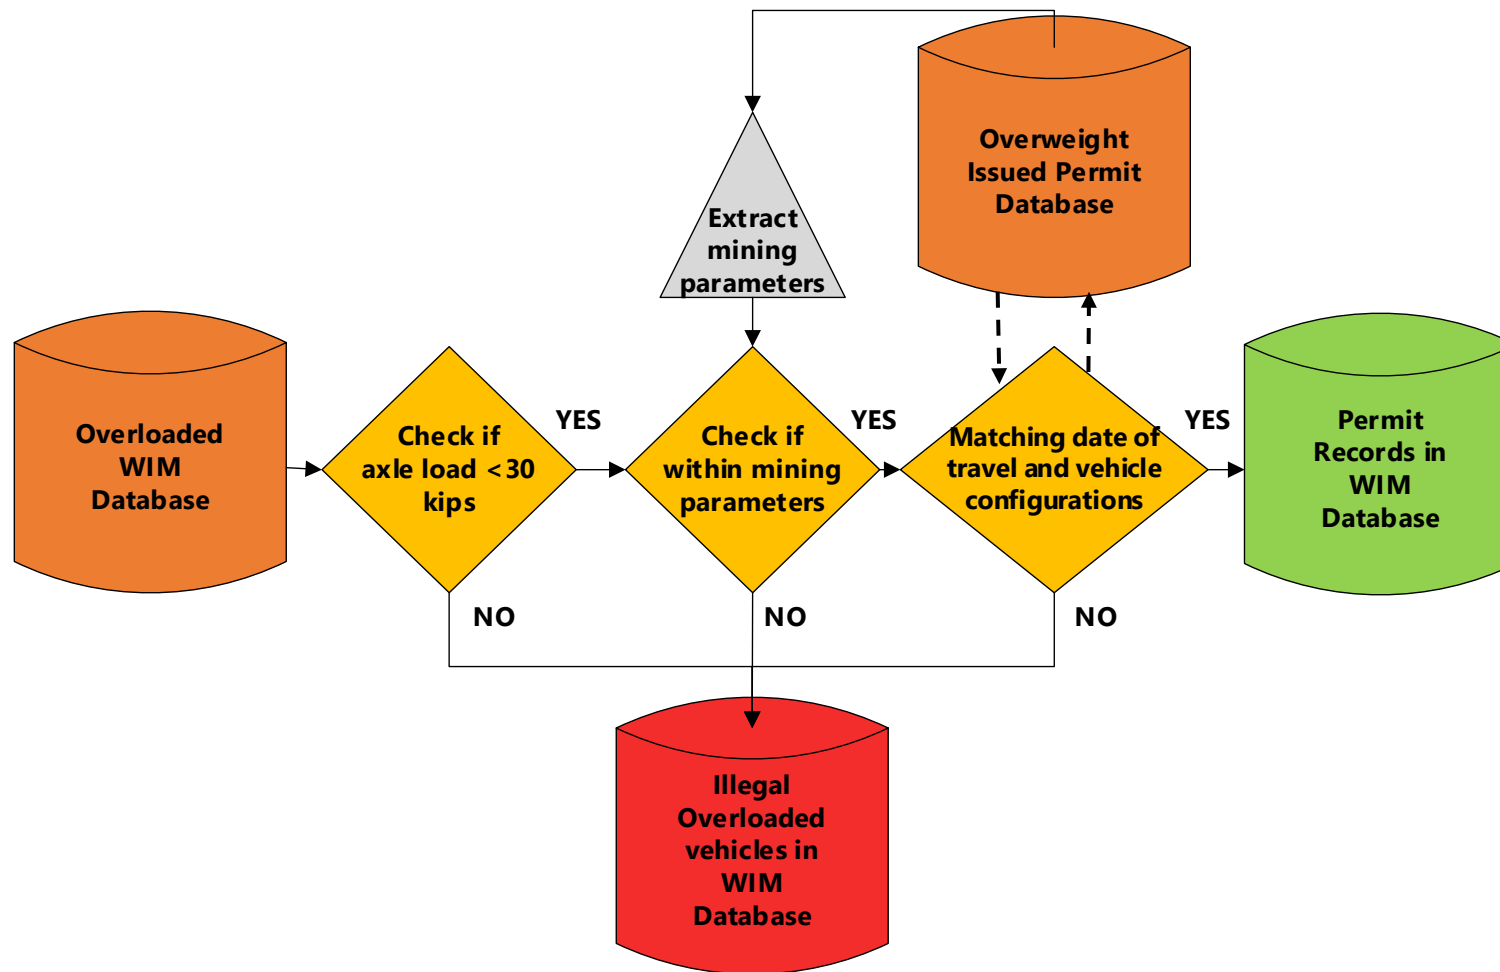 Overweight
Issued Permit
Database
Extract
mining
parameters
Overloaded
WIM
Database
Check if
axle load <30
kips
YES
Check if
within mining
parameters
YES
Matching date of
travel and vehicle
configurations
YES
Permit
Records in
WIM
Database
NO
NO
NO
Illegal
Overloaded
vehicles in
WIM
Database